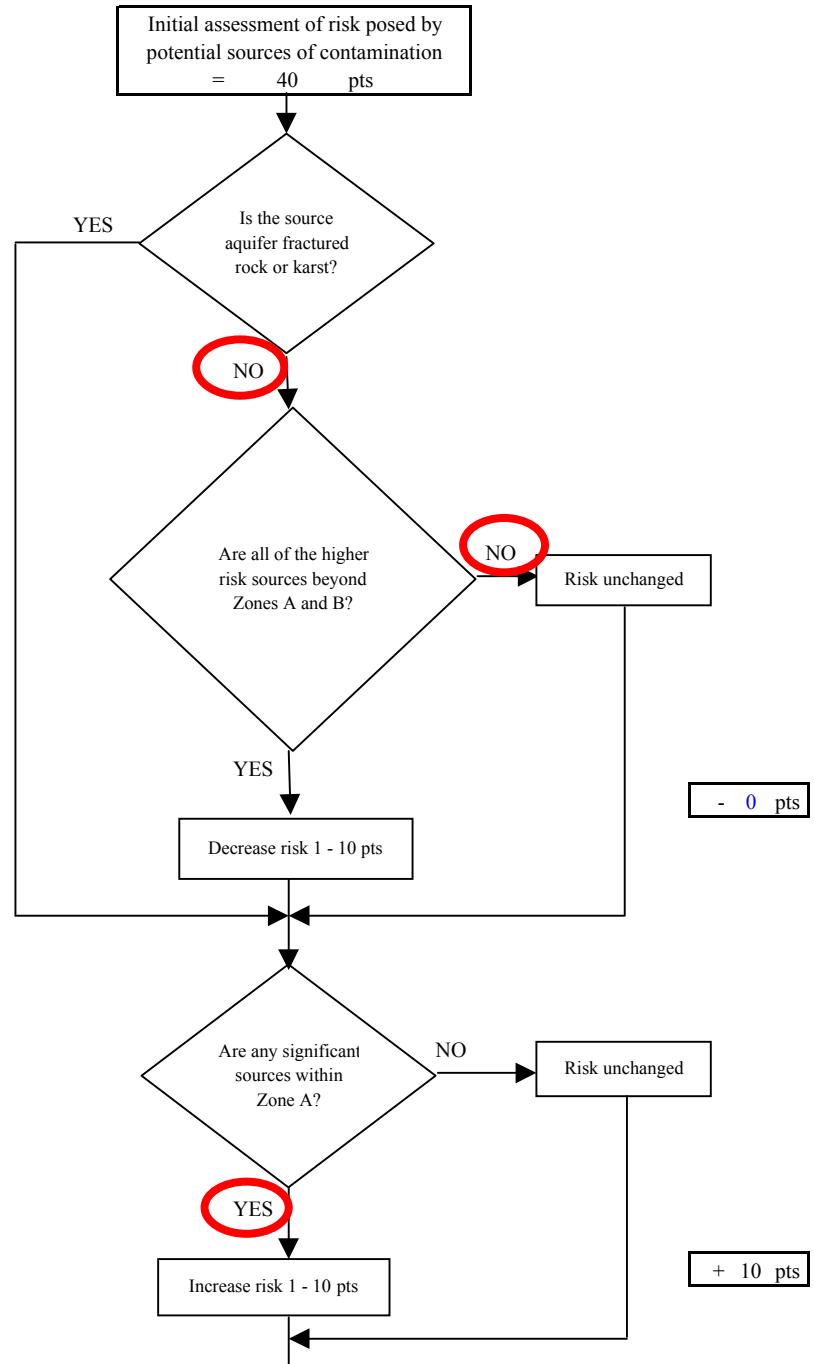 Initial assessment of risk posed by
potential sources of contamination
= 40 pts
YES
Is the source
aquifer fractured
rock or karst?
NO
Are all of the higher
risk sources beyond
Zones A and B?
NO
Risk unchanged
YES
- 0 pts
Decrease risk 1 - 10 pts
Are any significant
sources within
Zone A?
NO
Risk unchanged
YES
Increase risk 1 - 10 pts
+ 10 pts